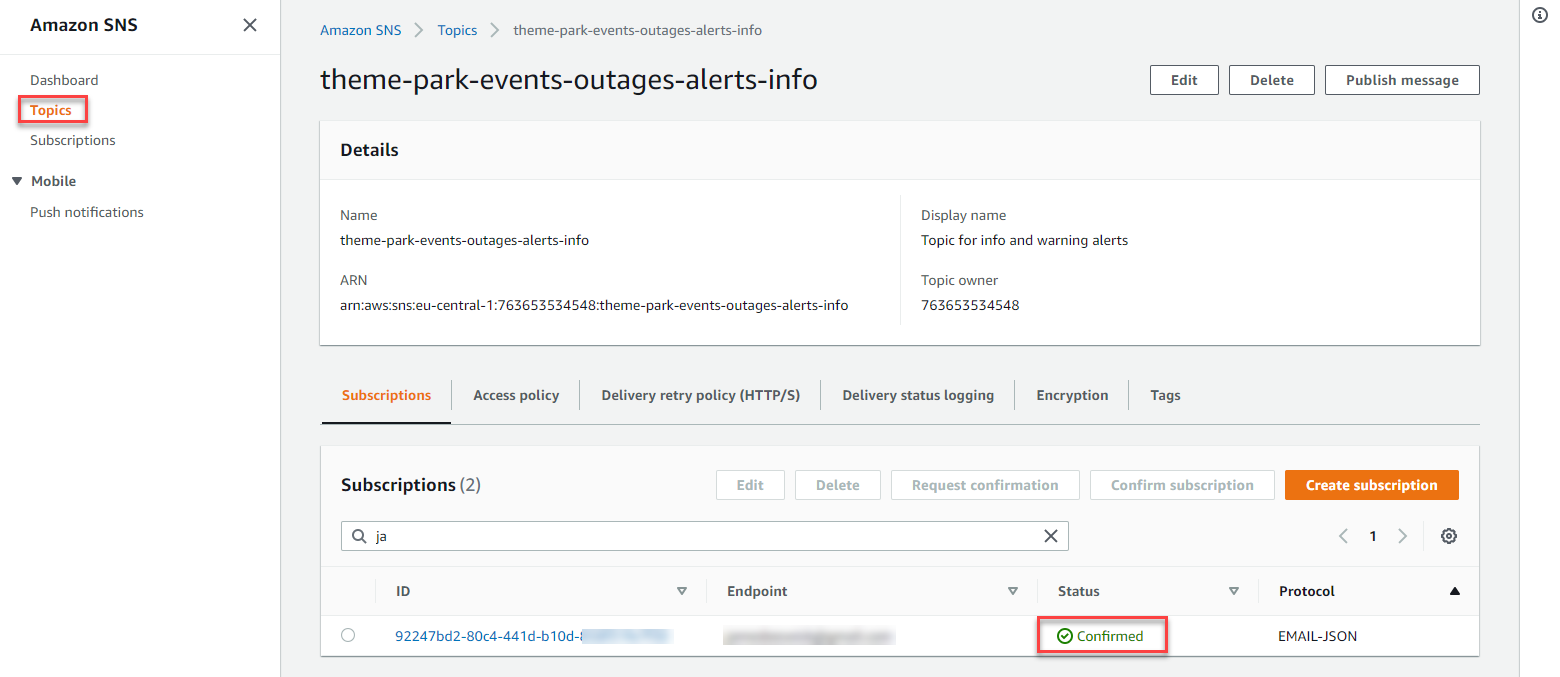 Amazon SNS
Dashboard
Topics
Subscriptions
Mobile
Push notifications
Amazon SNS Topics theme-park-events-outages-alerts-info
theme-park-events-outages-alerts-info
Edit Delete Publish message
Details
Name
theme-park-events-outages-alerts-info
ARN
arn:aws:sns:eu-central-1:763653534548:theme-park-events-outages-alerts-info
Display name
Topic for info and warning alerts
Topic owner
763653534548
Subscriptions Access policy Delivery retry policy (HTTP/S) Delivery status logging Encryption Tags
Subscriptions (2) Edit Delete Request confirmation Confirm subscription Create subscription
ja 1
ID Endpoint Status Protocol
92247bd2-80c4-441d-b10d- Confirmed EMAIL-JSON